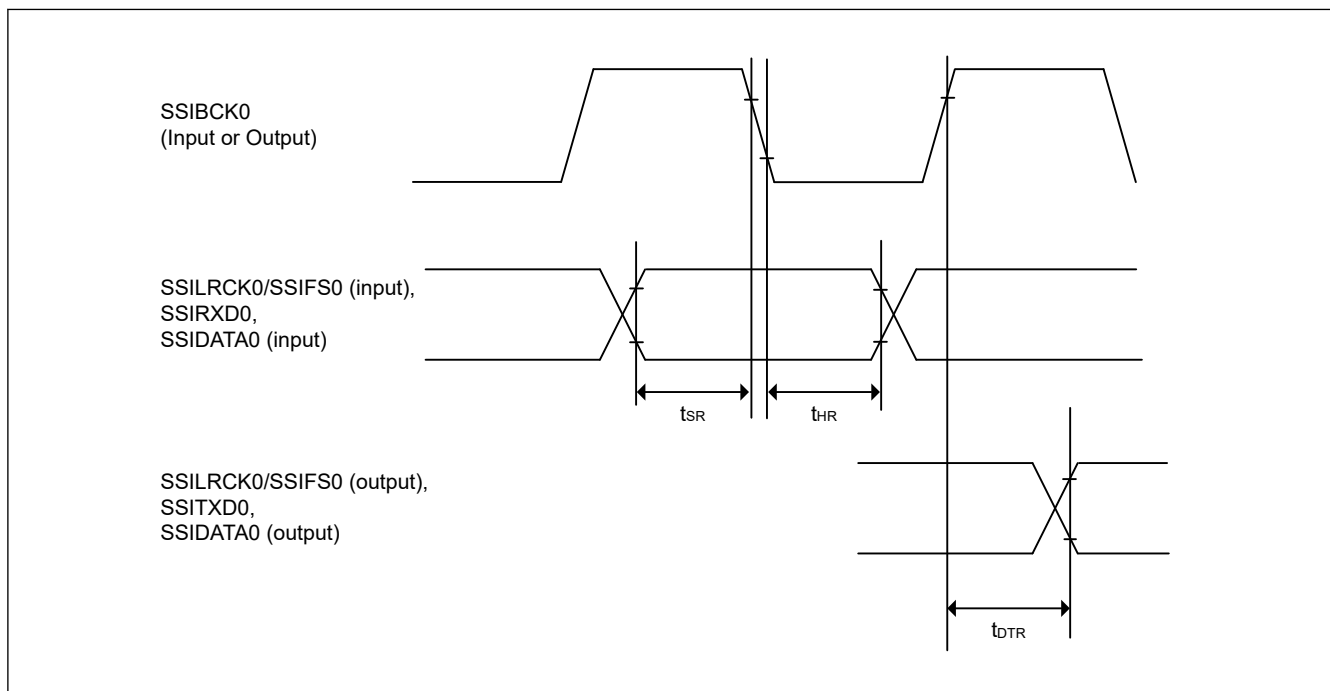 SSIBCK0
(Input or Output)
SSILRCK0/SSIFS0 (input),
SSIRXD0,
SSIDATA0 (input)
tSR
tHR
SSILRCK0/SSIFS0 (output),
SSITXD0,
SSIDATA0 (output)
tDTR